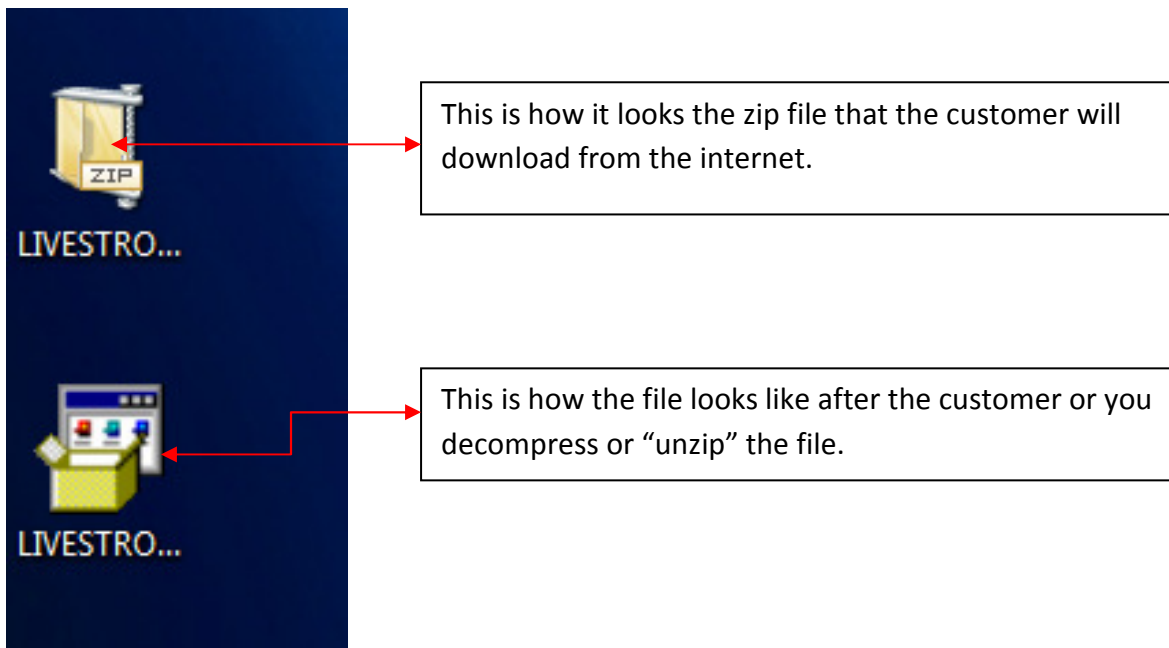 This is how it looks the zip file that the customer will
download from the internet.
ZIP
LIVESTRO...
This is how the file looks like after the customer or you
decompress or “unzip” the file.
LIVESTRO...